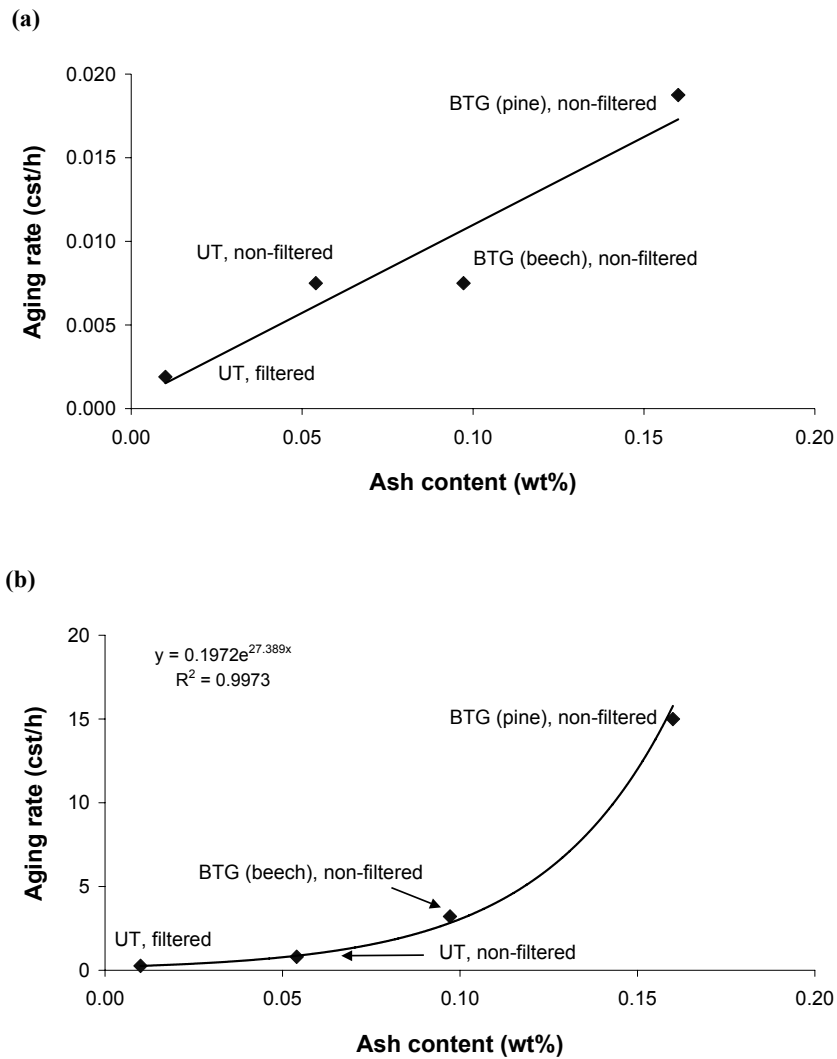 (a)
0.020
BTG (pine), non-filtered
0.015
Aging rate (cst/h)
0.010
UT, non-filtered
BTG (beech), non-filtered
0.005
UT, filtered
0.000
0.00 0.05 0.10 0.15 0.20
Ash content (wt%)
(b)
20
y = 0.1972e^27.389x
R² = 0.9973
BTG (pine), non-filtered
15
Aging rate (cst/h)
10
BTG (beech), non-filtered
5
UT, filtered
UT, non-filtered
0
0.00 0.05 0.10 0.15 0.20
Ash content (wt%)